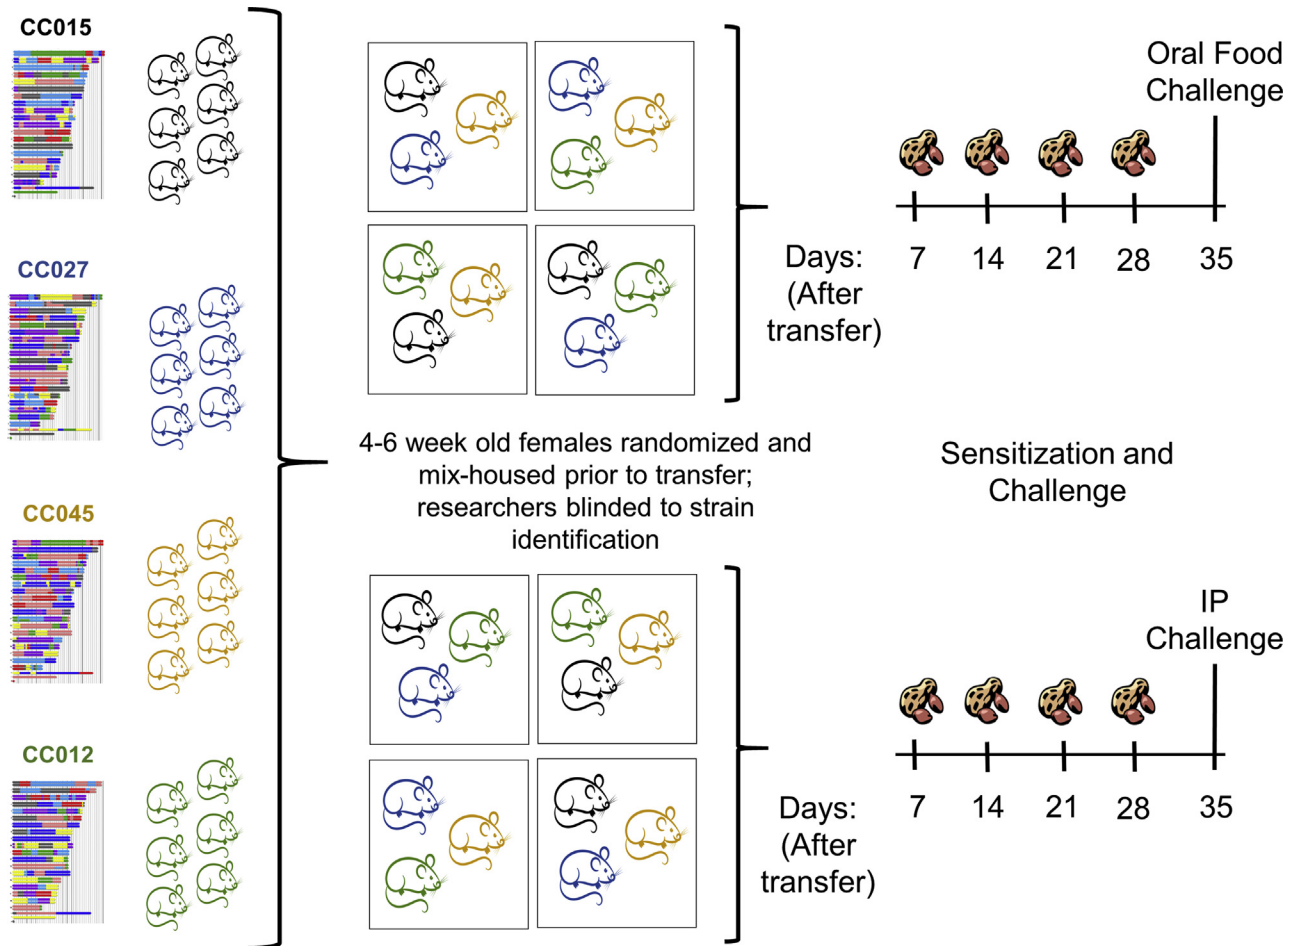 CC015
CC027
CC045
CC012
4-6 week old females randomized and
mix-housed prior to transfer;
researchers blinded to strain
identification
Oral Food
Challenge
Days:
(After
transfer)
7 14 21 28 35
Sensitization and
Challenge
IP
Challenge
Days:
(After
transfer)
7 14 21 28 35